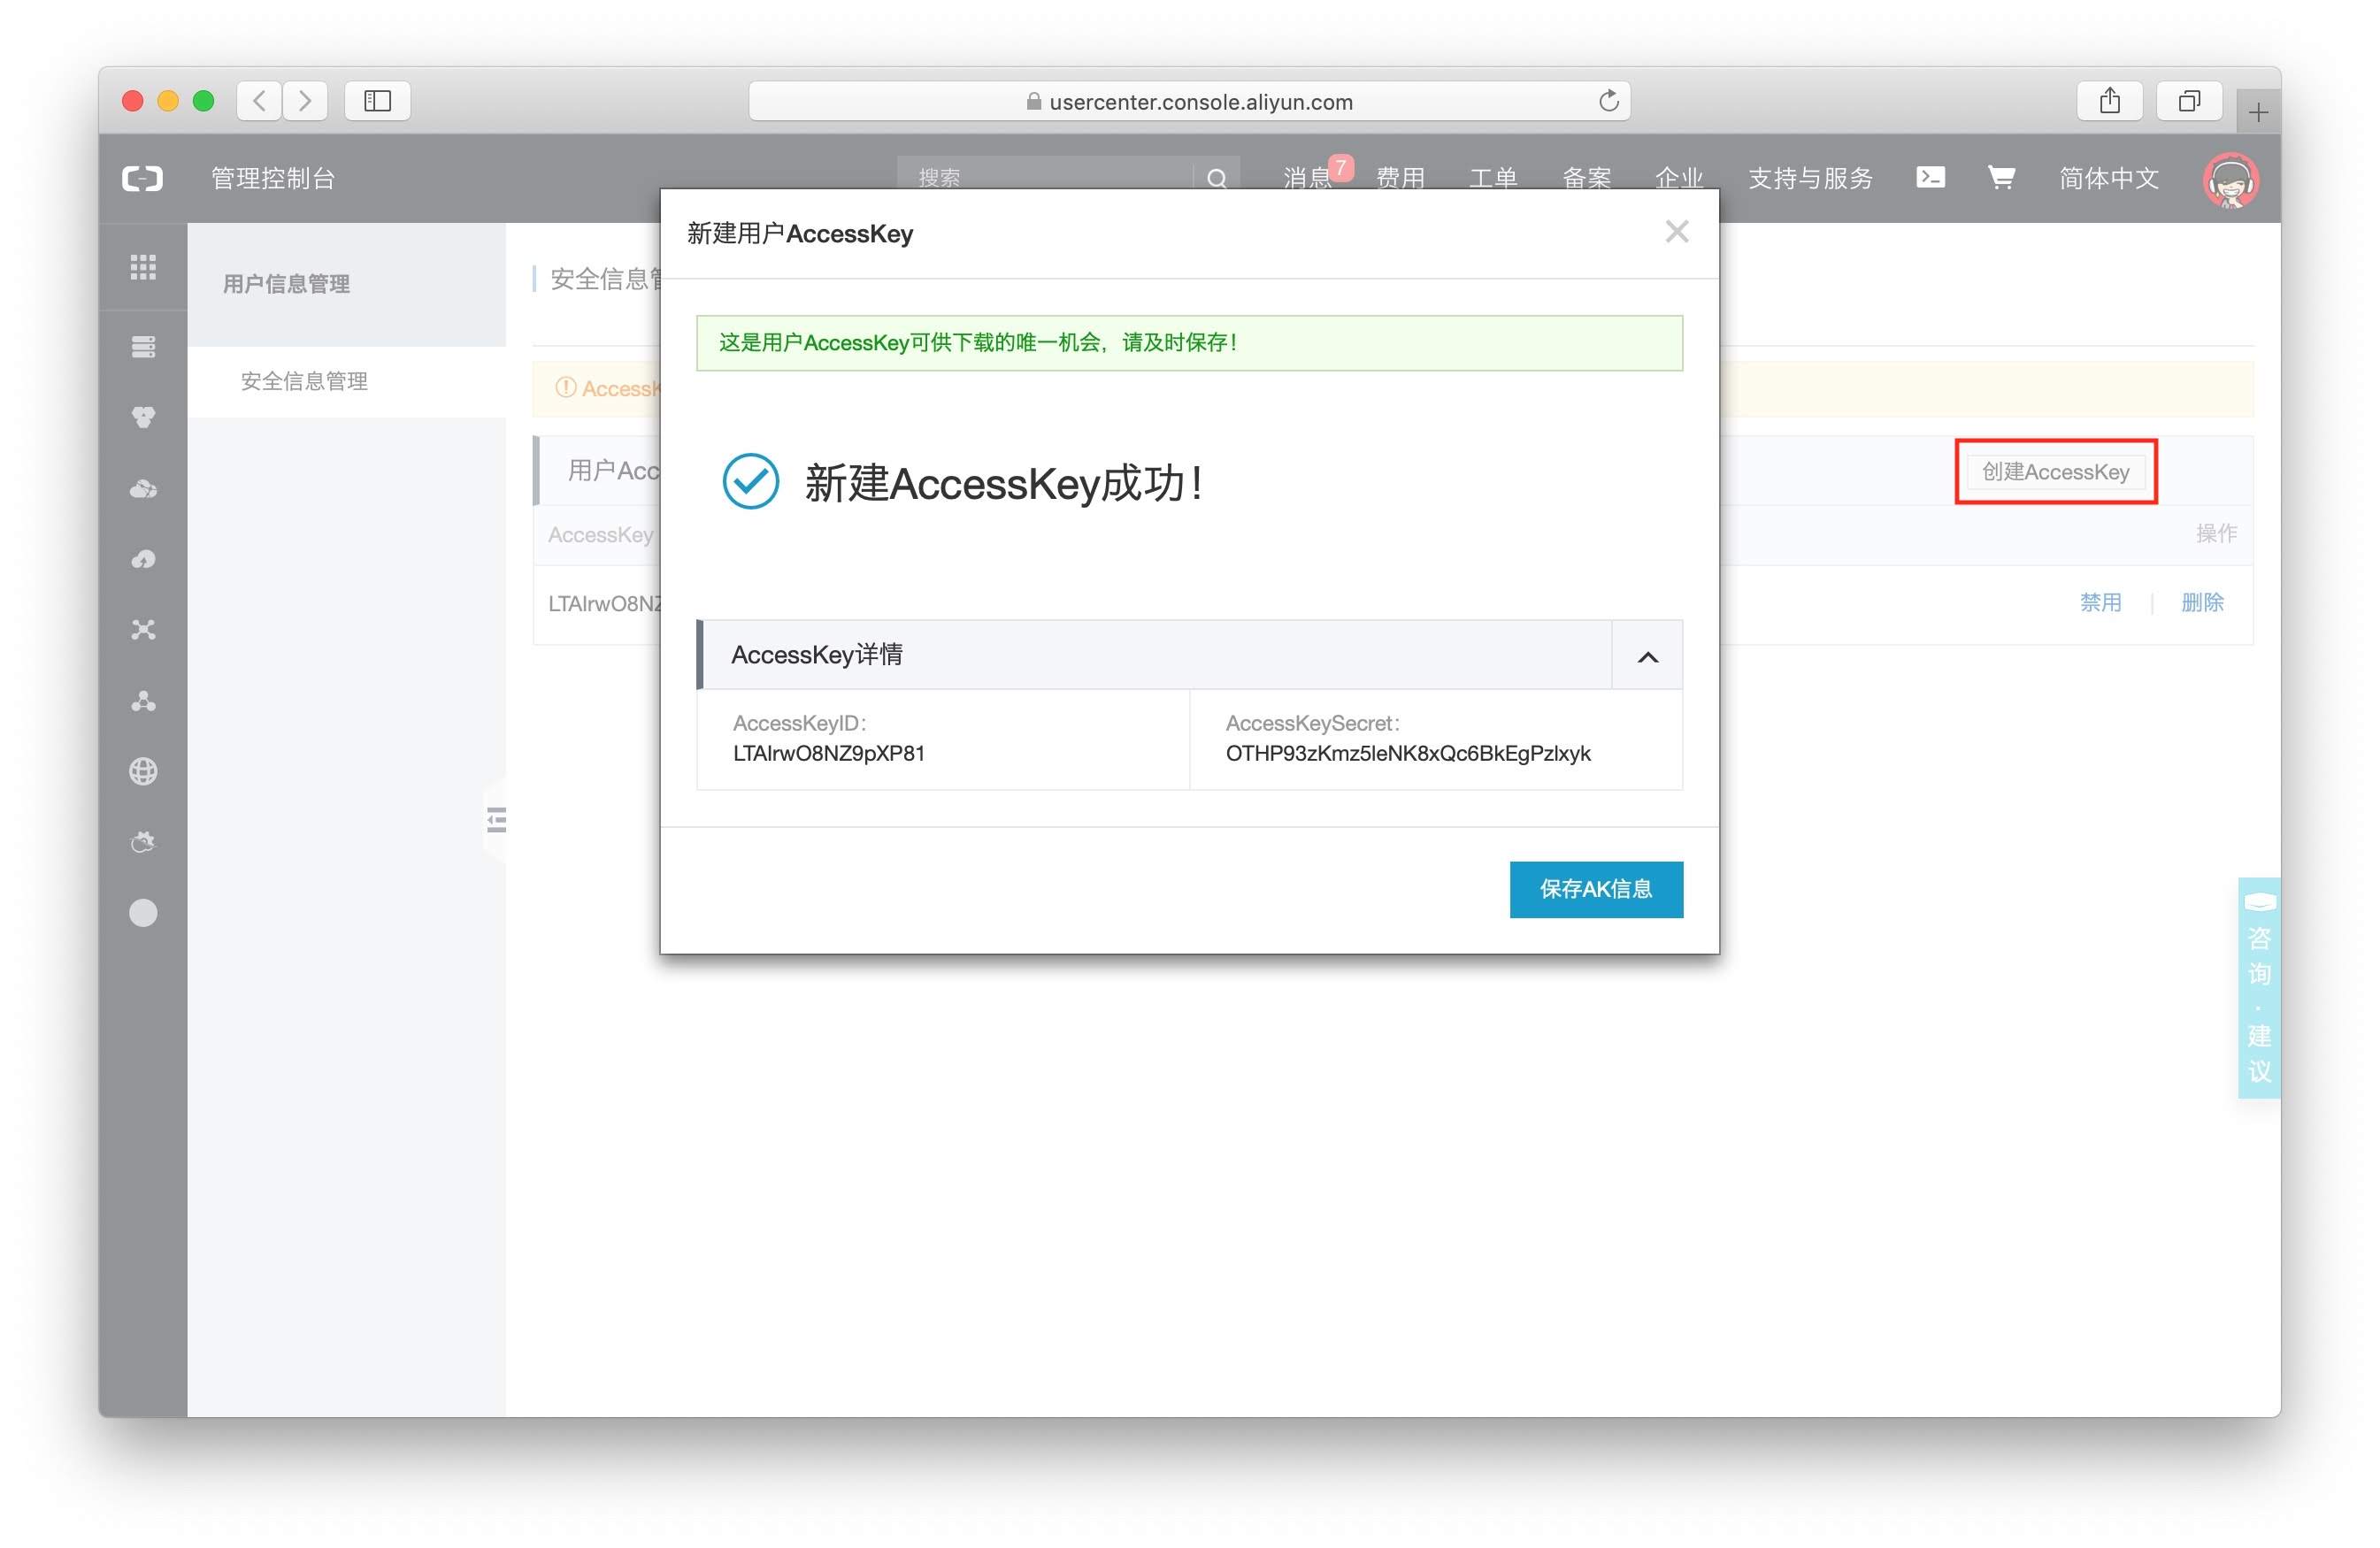 usercenter.console.aliyun.com
管理控制台
搜索
消息 7
费用
工单
备案
企业
支持与服务
简体中文
用户信息管理
安全信息管理
安全信息管
AccessK
用户Acc
AccessKey
LTAIrwO8NZ
新建用户AccessKey
这是用户AccessKey可供下载的唯一机会，请及时保存！
新建AccessKey成功！
AccessKey详情
AccessKeyID：
LTAIrwO8NZ9pXP81
AccessKeySecret：
OTHP93zKmz5leNK8xQc6BkEgPzlxyk
保存AK信息
创建AccessKey
操作
禁用
删除
咨询·建议